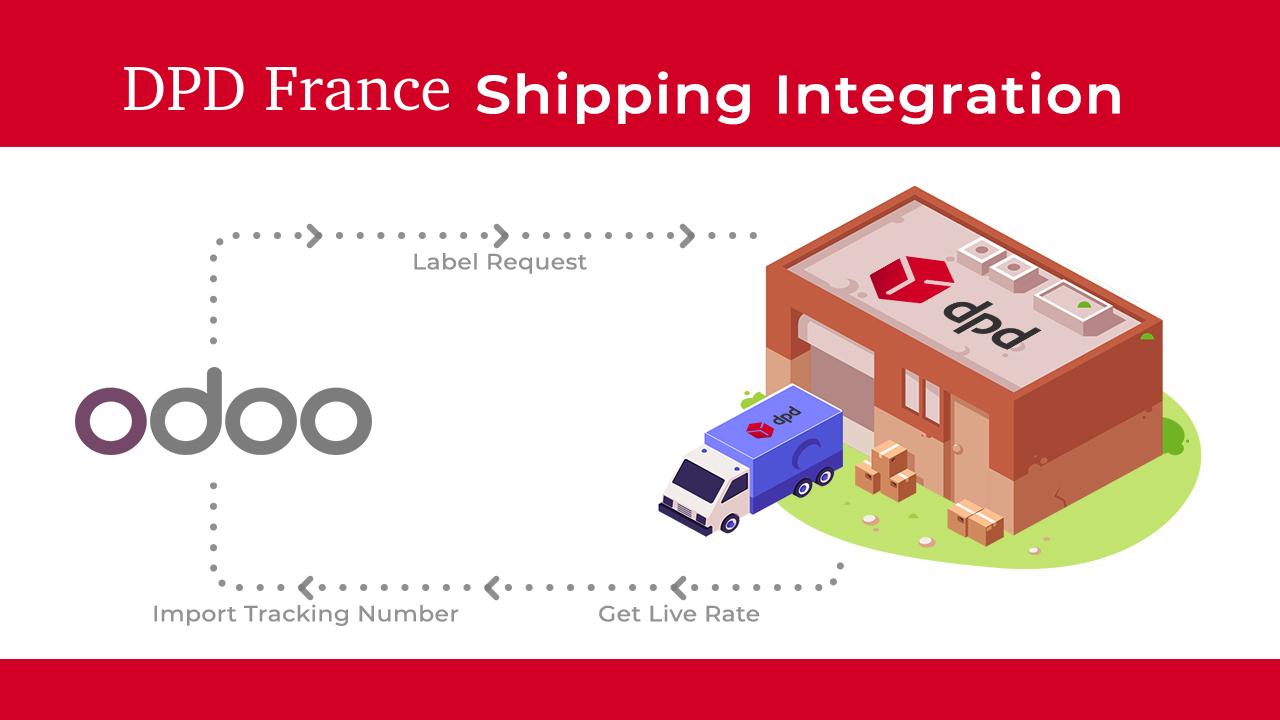 DPD France Shipping Integration
Label Request
dpd
odoo
dpd
Import Tracking Number
Get Live Rate